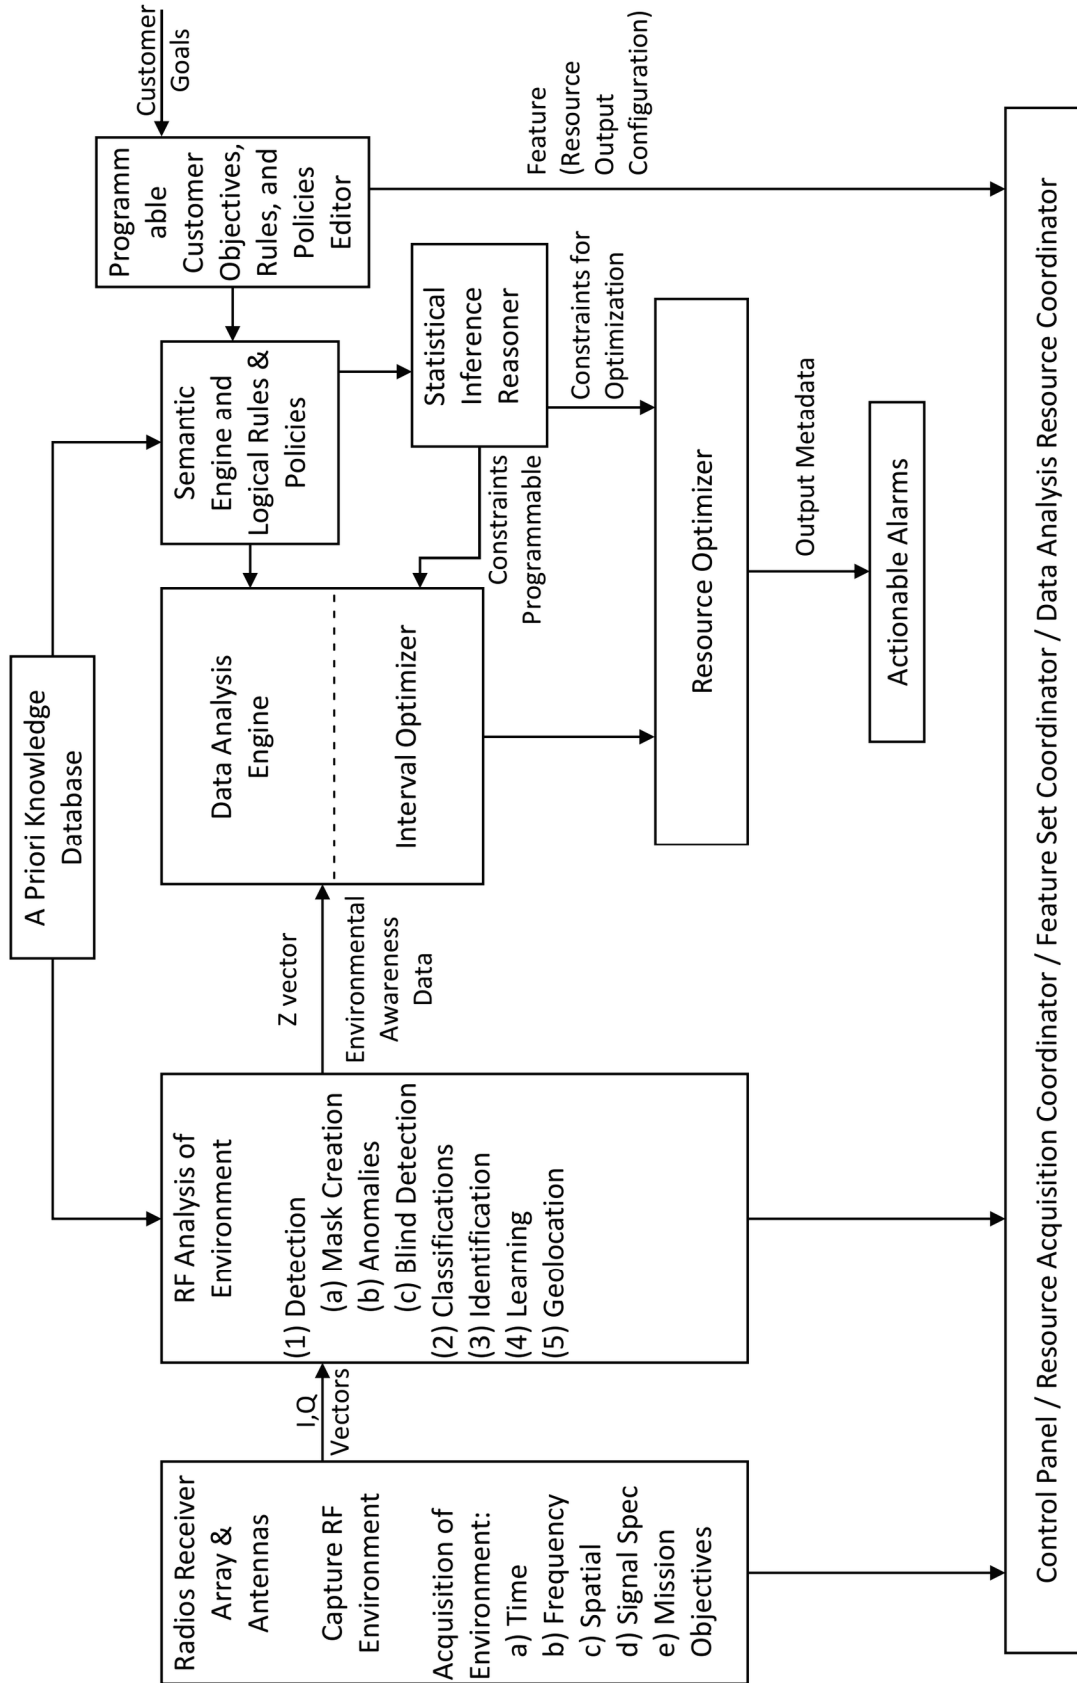 A Priori Knowledge
Database
Radios Receiver
Array &
Antennas
Capture RF
Environment
Acquisition of
Environment:
a) Time
b) Frequency
c) Spatial
d) Signal Spec
e) Mission
Objectives
I,Q
Vectors
RF Analysis of
Environment
(1) Detection
(a) Mask Creation
(b) Anomalies
(c) Blind Detection
(2) Classifications
(3) Identification
(4) Learning
(5) Geolocation
Z vector
Environmental
Awareness
Data
Data Analysis
Engine
Interval Optimizer
Semantic
Engine and
Logical Rules &
Policies
Programm
able
Customer
Objectives,
Rules, and
Policies
Editor
Customer
Goals
Statistical
Inference
Reasoner
Constraints
Programmable
Constraints for
Optimization
Feature
(Resource
Output
Configuration)
Resource Optimizer
Output Metadata
Actionable Alarms
Control Panel / Resource Acquisition Coordinator / Feature Set Coordinator / Data Analysis Resource Coordinator